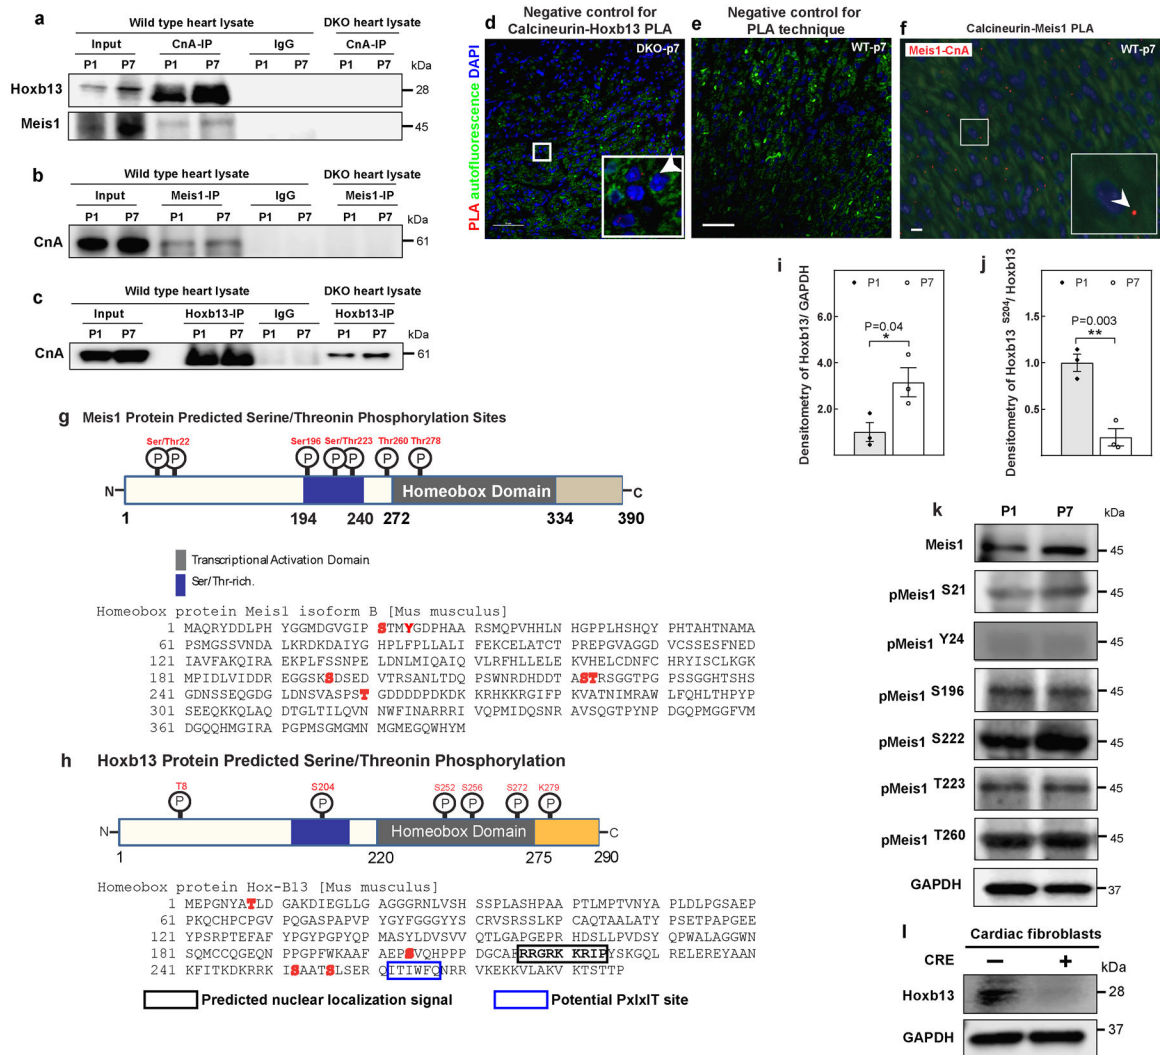 a
Wild type heart lysate
DKO heart lysate
Input
CnA-IP
IgG
CnA-IP
P1 P7 P1 P7 P1 P7 P1 P7 kDa
Hoxb13
28
Meis1
45
b
Wild type heart lysate
DKO heart lysate
Input
Meis1-IP
IgG
Meis1-IP
P1 P7 P1 P7 P1 P7 P1 P7 kDa
CnA
61
c
Wild type heart lysate
DKO heart lysate
Input
Hoxb13-IP
IgG
Hoxb13-IP
P1 P7 P1 P7 P1 P7 P1 P7 kDa
CnA
61
d
Negative control for
Calcineurin-Hoxb13 PLA
DKO-p7
PLA autofluorescence DAPI
e
Negative control for
PLA technique
WT-p7
f
Calcineurin-Meis1 PLA
Meis1-CnA
WT-p7
g
Meis1 Protein Predicted Serine/Threonin Phosphorylation Sites
Ser/Thr22 Ser196 Ser/Thr223 Thr260 Thr278
P P P P P P P
N
Homeobox Domain
C
1 194 240 272 334 390
Transcriptional Activation Domain
Ser/Thr-rich.
Homeobox protein Meis1 isoform B [Mus musculus]
1 MAQRYDDLPH YGGMDGVGIP STMYGDPHAA RSMQPVHHLN HGPPLHSHQY PHTAHTNAMA
61 PSMGSSVNDA LKRDKDAIYG HPLFPLLALI FEKCELATCT PREPGVAGGD VCSSESFNED
121 IAVFAKQIRA EKPLFSSNPE LDNLMIQAIQ VLRFHLLELE KVHELCDNFC HRYISCLKGK
181 MPIDLVIDDR EGGSKSDSED VTRSANLTDQ PSWNRDHDDT ASTRSGGTPG PSSGGHTSHS
241 GDNSSEQGDG LDNSVASPST GDDDDPDKDK KRHKKRGIFP KVATNIMRAW LFQHLTHPYP
301 SEEQKKQLAQ DTGLTILQVN NWFINARRRI VQPMIDQSNR AVSQGTPYNP DGQPMGGFVM
361 DGQQHMGIRA PGPMSGMGMN MGMEGQWHYM
h
Hoxb13 Protein Predicted Serine/Threonin Phosphorylation
T8 S204 S252 S256 S272 K279
P P P P P P
N
Homeobox Domain
C
1 220 275 290
Homeobox protein Hox-B13 [Mus musculus]
1 MEPGNYATLD GAKDIEGLLG AGGGRNLVSH SSPLASHPAA PTLMPTVNYA PLDLPGSAEP
61 PKQCHPCPGV PQGASPAPVP YGYFGGGYYS CRVSRSSLKP CAQTAALATY PSETPAPGEE
121 YPSRPTEFAF YPGYPGPYQP MASYLDVSVV QTLGAPGEPR HDSLLPVDSY QPWALAGGWN
181 SQMCCQGEQN PPGPFWKAAF AEPSVQHPPP DGCAFRRGRK KRIPYSKGQL RELEREYAAN
241 KFITKDKRRK ISAATSLSER QITIWFQNRR VKEKKVLAKV KTSTTP
Predicted nuclear localization signal
Potential PxIxIT site
i
P1 P7
Densitometry of Hoxb13/ GAPDH
6.0
4.0
2.0
P=0.04
*
j
P1 P7
Densitometry of Hoxb13 S204/ Hoxb13
1.5
1.0
0.5
P=0.003
**
k
P1 P7 kDa
Meis1 45
pMeis1 S21 45
pMeis1 Y24 45
pMeis1 S196 45
pMeis1 S222 45
pMeis1 T223 45
pMeis1 T260 45
GAPDH 37
l
Cardiac fibroblasts
CRE − + kDa
Hoxb13 28
37
GAPDH 37